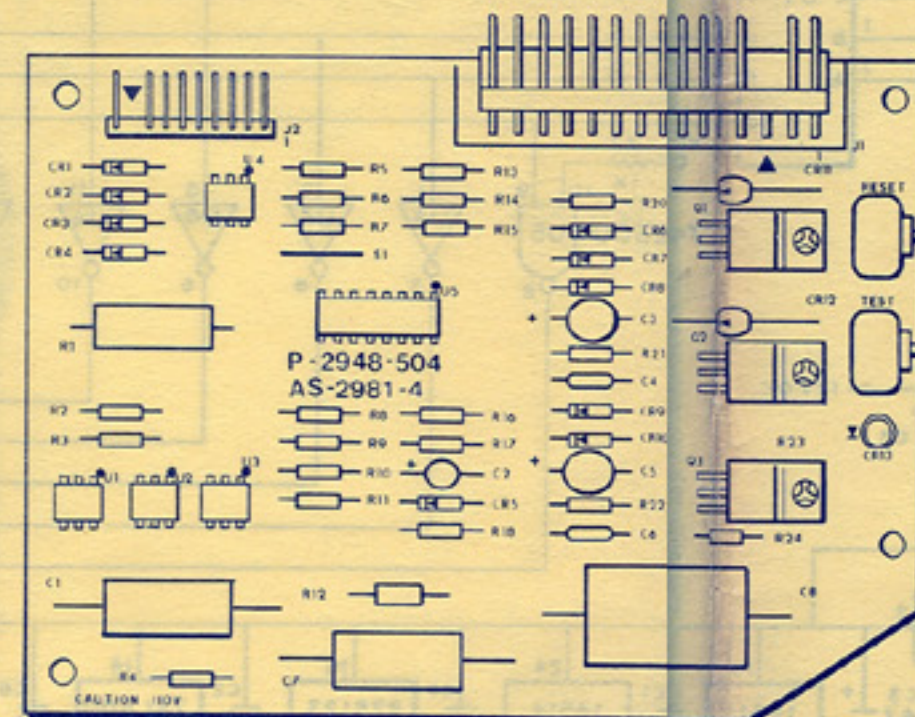 J2
1
J1
1
CR1
U4
R5
R13
CR11
CR2
R6
R14
R20
Q1
RESET
CR3
R7
R15
CR6
CR4
S1
CR7
U5
CR8
CR12
TEST
+
C3
R1
P-2948-504
AS-2981-4
Q2
R21
C4
R2
R8
R16
CR9
R3
R9
R17
CR10
R23
CR13
U1
U2
U3
R10
C2
+
C5
Q3
R11
CR5
R22
R18
C6
R24
C1
R12
C8
R4
C7
CAUTION 110V